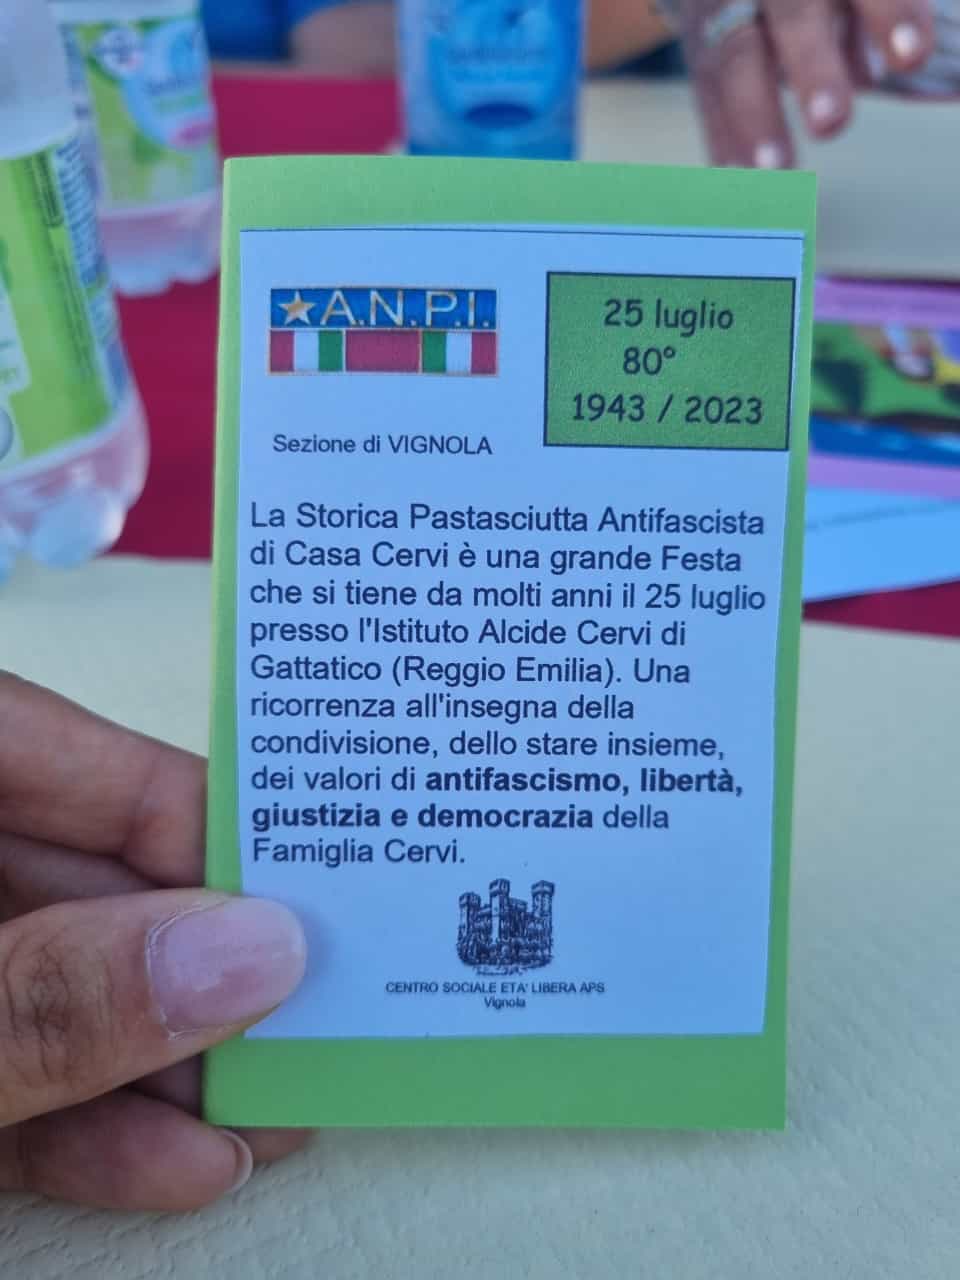 ★A.N.P.I.
Sezione di VIGNOLA
25 luglio
80°
1943 / 2023
La Storica Pastasciutta Antifascista
di Casa Cervi è una grande Festa
che si tiene da molti anni il 25 luglio
presso l'Istituto Alcide Cervi di
Gattatico (Reggio Emilia). Una
ricorrenza all'insegna della
condivisione, dello stare insieme,
dei valori di antifascismo, libertà,
giustizia e democrazia della
Famiglia Cervi.
CENTRO SOCIALE ETA' LIBERA APS
Vignola